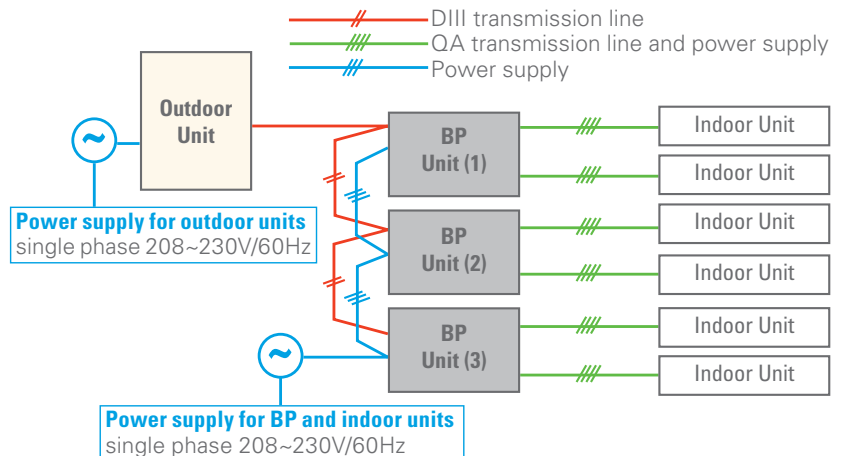 DIII transmission line
QA transmission line and power supply
Power supply
Outdoor
Unit
BP
Unit (1)
Indoor Unit
Indoor Unit
Power supply for outdoor units
single phase 208~230V/60Hz
BP
Unit (2)
Indoor Unit
Indoor Unit
BP
Unit (3)
Indoor Unit
Indoor Unit
Power supply for BP and indoor units
single phase 208~230V/60Hz